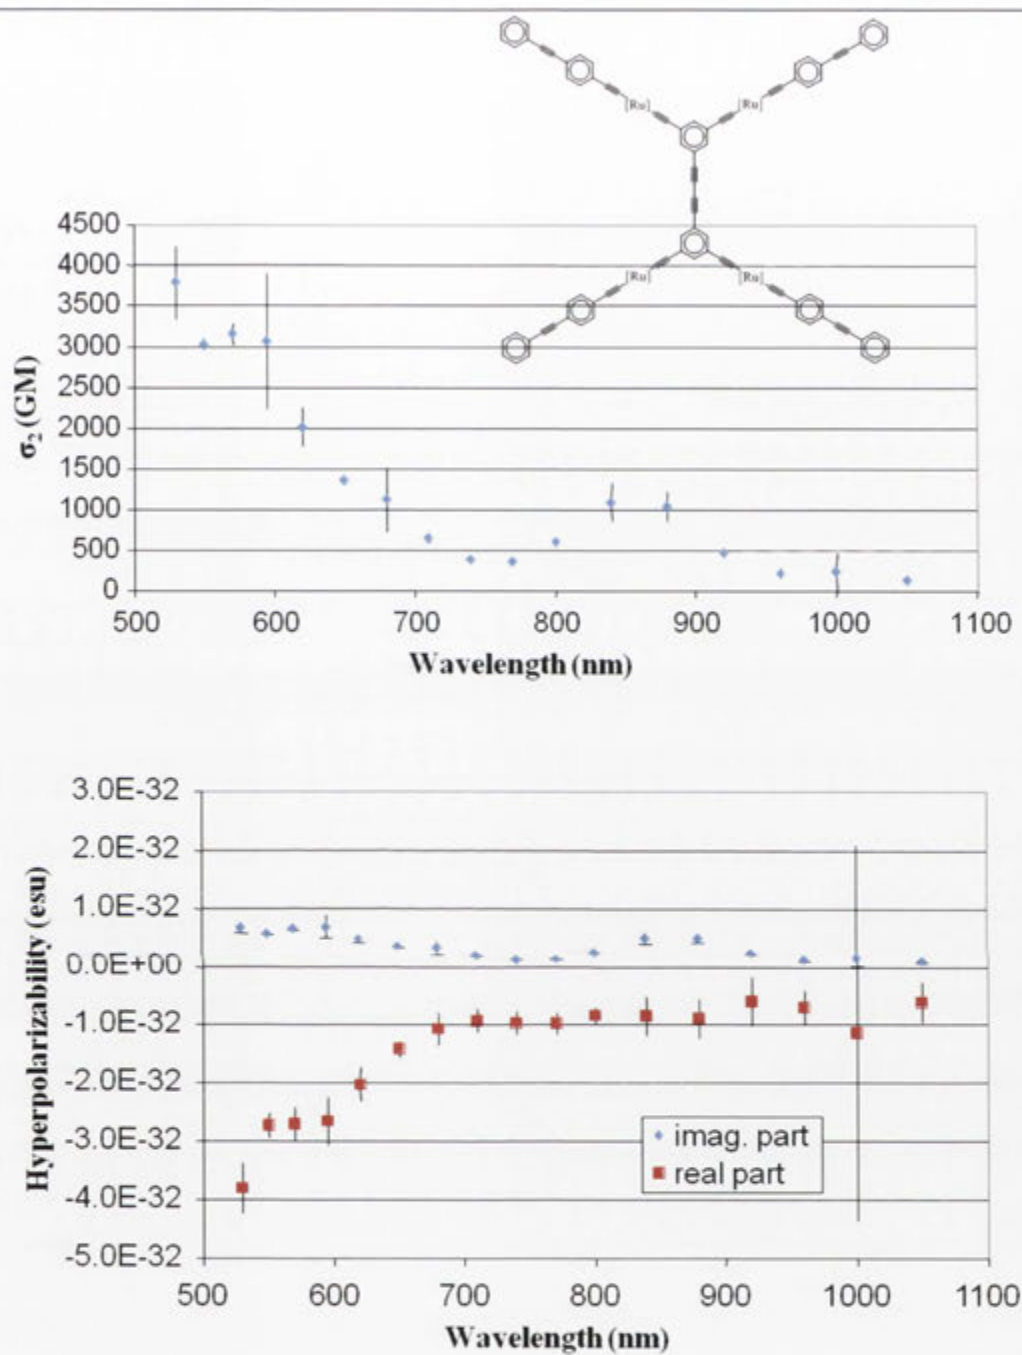 [Ru] [Ru]
[Ru] [Ru]
4500
4000
3500
3000
2500
2000
1500
1000
500
0
σ₂ (GM)
500 600 700 800 900 1000 1100
Wavelength (nm)
3.0E-32
2.0E-32
1.0E-32
0.0E+00
-1.0E-32
-2.0E-32
-3.0E-32
-4.0E-32
-5.0E-32
Hyperpolarizability (esu)
imag. part
real part
500 600 700 800 900 1000 1100
Wavelength (nm)